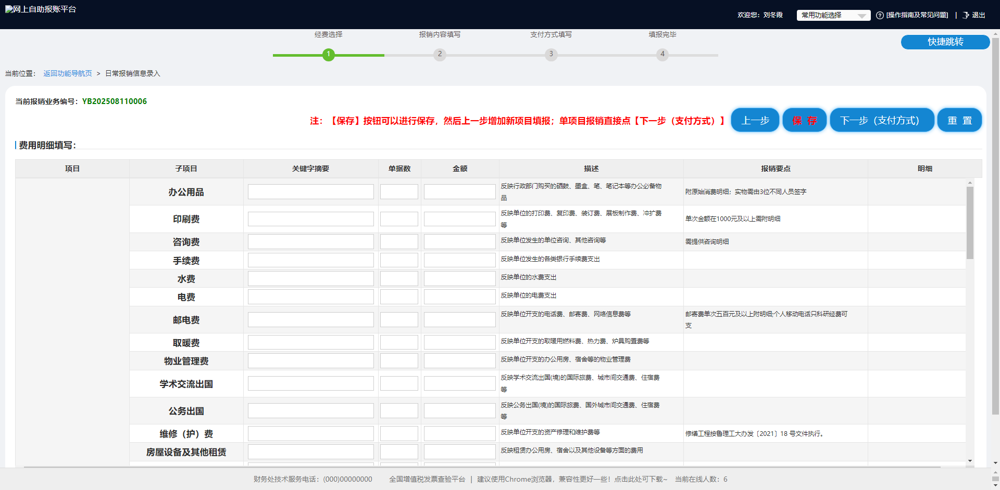 网上自助报账平台
欢迎您：刘冬霞 常用功能选择 [操作指南及常见问题] | 退出
经费选择 报销内容填写 支付方式填写 填报完毕
1 2 3 4
快捷跳转
当前位置： 返回功能导航页 > 日常报销信息录入
当前报销业务编号：YB202508110006
注：【保存】按钮可以进行保存，然后上一步增加新项目填报；单项目报销直接点【下一步（支付方式）】 上一步 保 存 下一步（支付方式） 重 置
费用明细填写：
项目 子项目 关键字摘要 单据数 金额 描述 报销要点 明细
办公用品 反映行政部门购买的硒鼓、墨盒、笔、笔记本等办公必备物
品 附原始消费明细；实物需由3位不同人员签字
印刷费 反映单位的打印费、复印费、装订费、展板制作费、冲扩费
等 单次金额在1000元及以上需附明细
咨询费 反映单位发生的单位咨询、其他咨询等 需提供咨询明细
手续费 反映单位发生的各类银行手续费支出
水费 反映单位的水费支出
电费 反映单位的电费支出
邮电费 反映单位开支的电话费、邮寄费、网络信息费等 邮寄费单次五百元及以上附明细;个人移动电话只科研经费可
支
取暖费 反映单位开支的取暖用燃料费、热力费、炉具购置费等
物业管理费 反映单位开支的办公用房、宿舍等的物业管理费
学术交流出国 反映学术交流出国(境)的国际旅费、城市间交通费、住宿费
等
公务出国 反映公务出国(境)的国际旅费、国外城市间交通费、住宿费
等
维修（护）费 反映单位开支的资产修理和维护费等 修缮工程按鲁理工大办发〔2021〕18 号文件执行。
房屋设备及其他租赁 反映租赁办公用房、宿舍以及其他设备等方面的费用
财务处技术服务电话：(000)00000000 全国增值税发票查验平台 | 建议使用Chrome浏览器，兼容性更好一些！点击此处可下载~ 当前在线人数：6